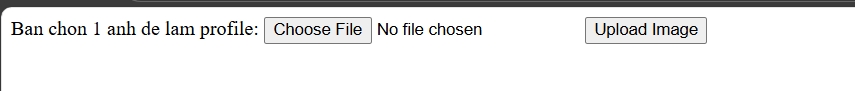 Ban chon 1 anh de lam profile: Choose File No file chosen Upload Image